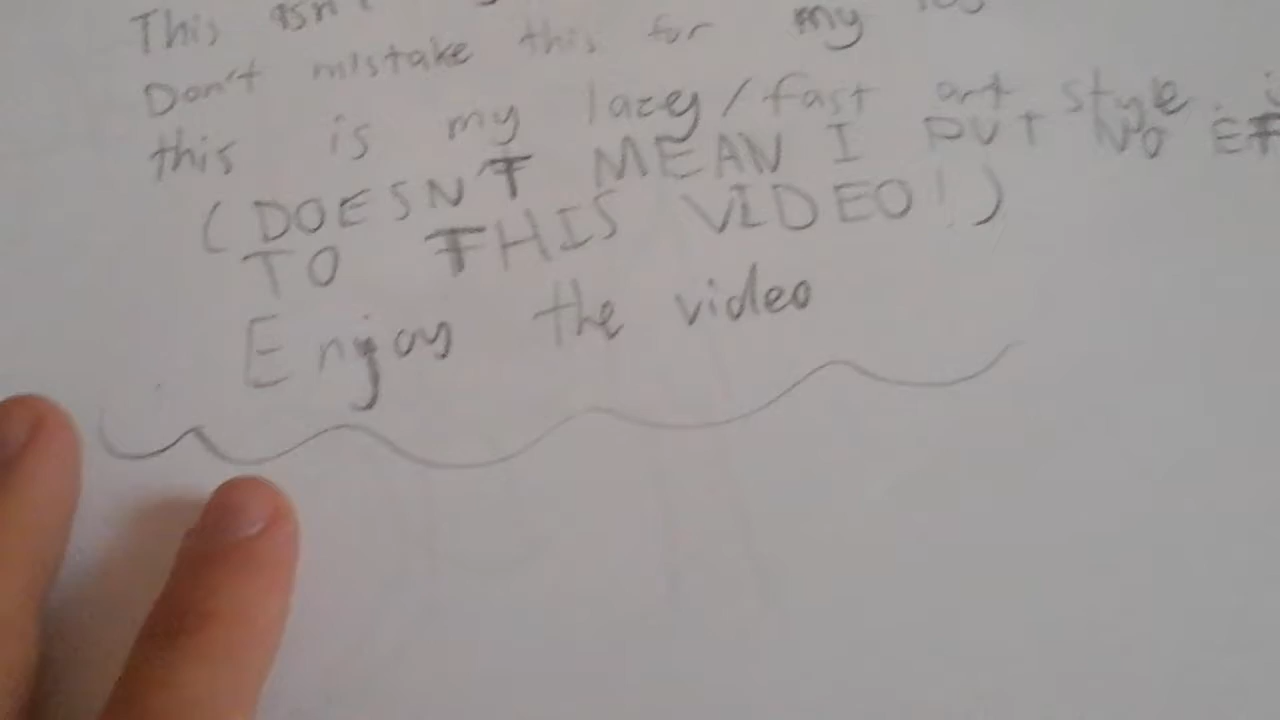 This isn't
Don't mistake this for my
this is my lazy/fast art style.
(DOESNT MEAN I PUT NO
TO THIS VIDEO!)
Enjoy the video